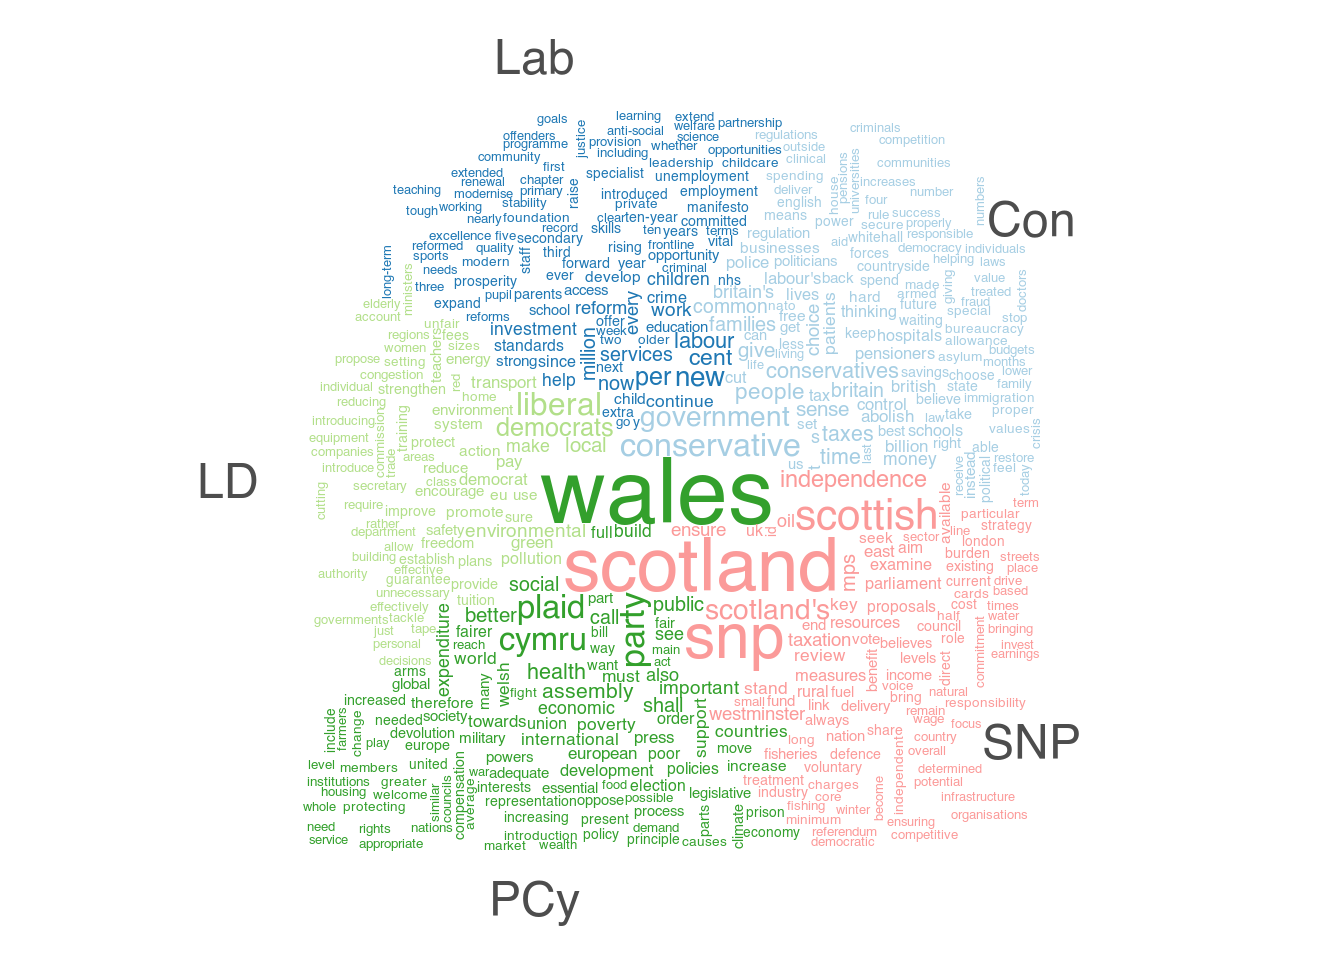 Lab
goals learning extend
offenders justice anti-social welfare partnership criminals
programme provision science regulations competition
community including whether opportunities outside
first leadership childcare clinical pensions universities communities
extended specialist unemployment spending increases
renewal chapter raise deliver house number numbers
teaching modernise primary introduced employment english four
tough working stability private manifesto means power rule success Con
nearly foundation clear ten-year committed secure properly
record skills ten years terms regulation whitehall responsible
excellence five secondary rising frontline vital businesses aid democracy individuals
reformed quality staff third opportunity politicians forces helping laws
sports modern forward year criminal police countryside
long-term needs ever develop children nhs labour's back spend giving value
three prosperity access britain's lives hard made treated doctors
ministers pupil parents crime common nato armed fraud
elderly expand school reform every work free thinking future special stop
account reforms offer families choice patients waiting bureaucracy
unfair investment week education can get keep hospitals allowance
regions fees million two older labour give less budgets
women teachers sizes standards services living pensioners asylum months
propose setting energy strong since next cent life conservatives savings choose lower
congestion red transport help now per new cut state family
individual strengthen home child continue people tax britain british immigration
reducing liberal extra sense control believe proper
introducing environment democrats go y government set abolish law take values
commission training system s taxes best schools crisis
equipment protect make local conservative billion right able
companies trade areas action us t time last money restore
introduce reduce pay receive instead political feel today
LD class democrat wales independence
cutting secretary encourage eu use available term
require improve promote sure scottish particular
rather oil line strategy
department safety environmental full build ensure uk id seek sector london
allow freedom green east aim burden streets
building establish plans pollution scotland mps examine existing place
authority effective social parliament current drive
guarantee provide cards based
unnecessary tuition plaid part public scotland's key proposals cost times
effectively better party half water
governments tackle expenditure call fair end resources council bringing
just tape fairer cymru bill see snp taxation vote believes role invest
personal reach way main review levels commitment earnings
decisions world want act benefit direct
arms many welsh health must also measures income
global fight assembly important stand rural fuel voice natural
increased therefore economic shall small fund link delivery bring responsibility
include farmers change needed society towards union poverty order support westminster always remain wage focus SNP
devolution military international press countries long nation share country
play europe powers european poor move fisheries defence independente overall
level members united war adequate development policies increase voluntary determined
institutions greater compensation interests essential food election treatment charges become potential
housing welcome similar councils average representation oppose possible legislative industry core infrastructure
whole protecting increasing present process parts climate prison fishing winter organisations
need rights nations introduction policy demand economy minimum referendum ensuring competitive
service appropriate market wealth principle causes democratic
PCy